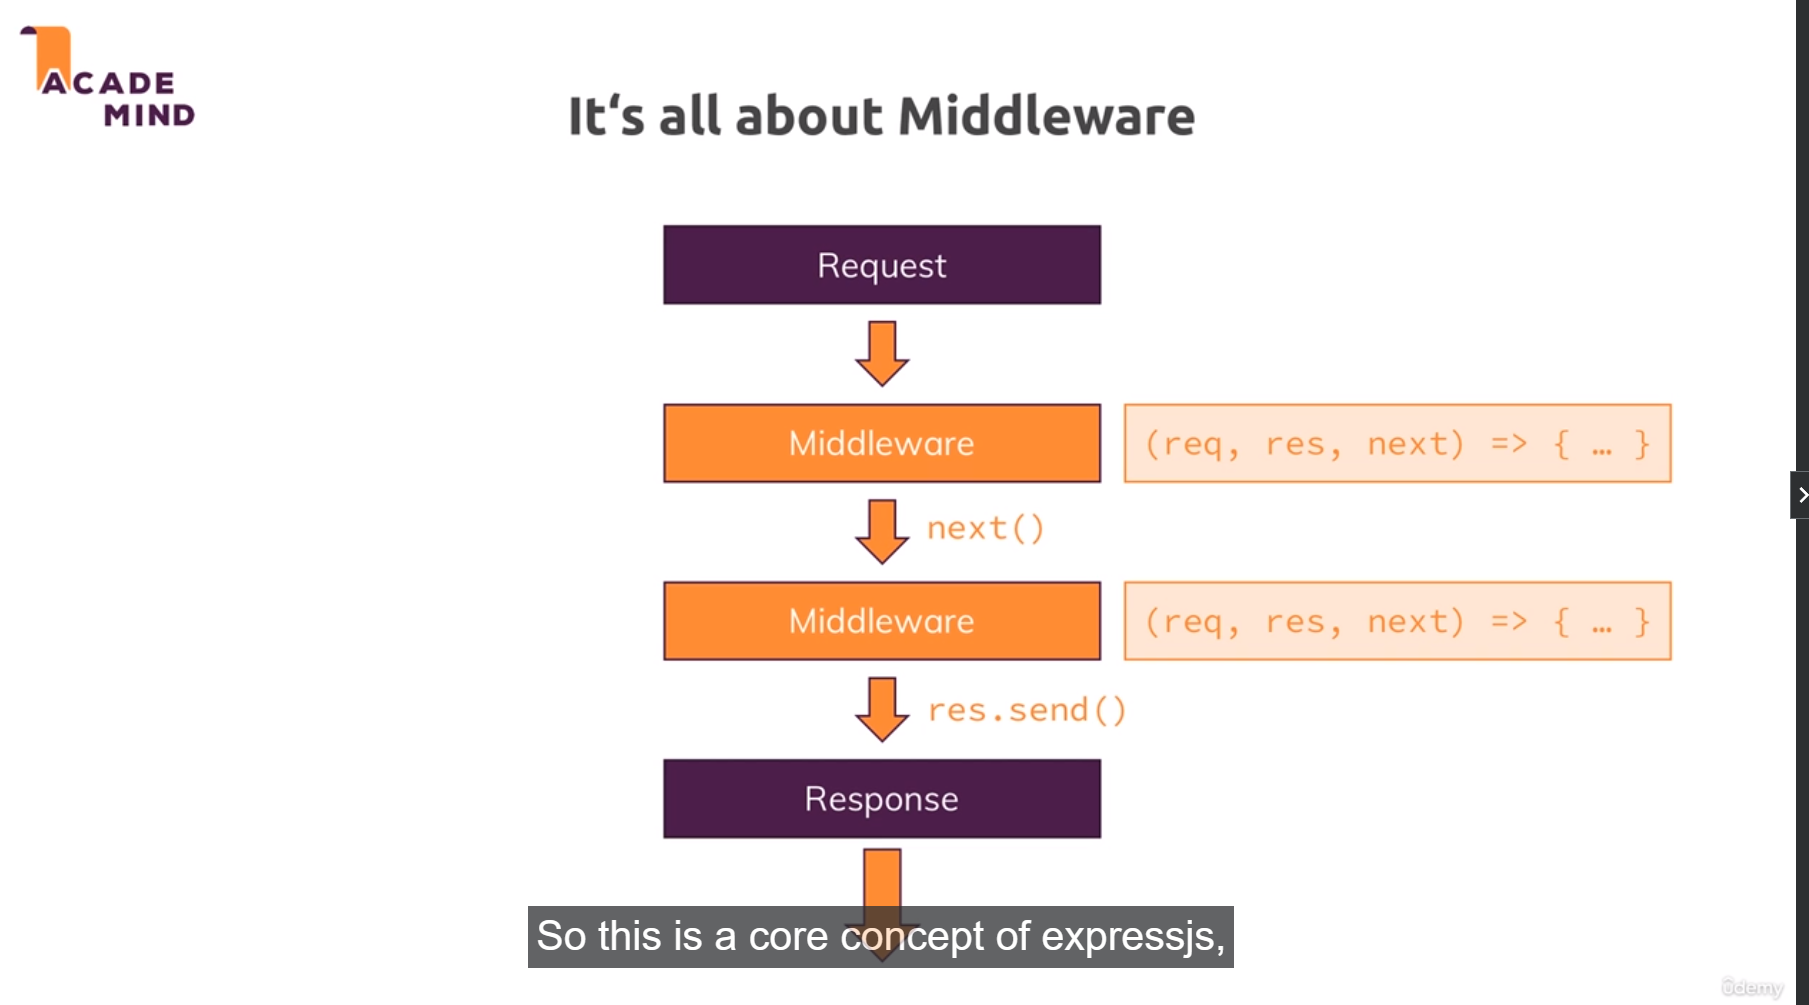 ACADE
MIND
It‘s all about Middleware
Request
Middleware
(req, res, next) => { … }
next()
Middleware
(req, res, next) => { … }
res.send()
Response
So this is a core concept of expressjs,
ûdemy